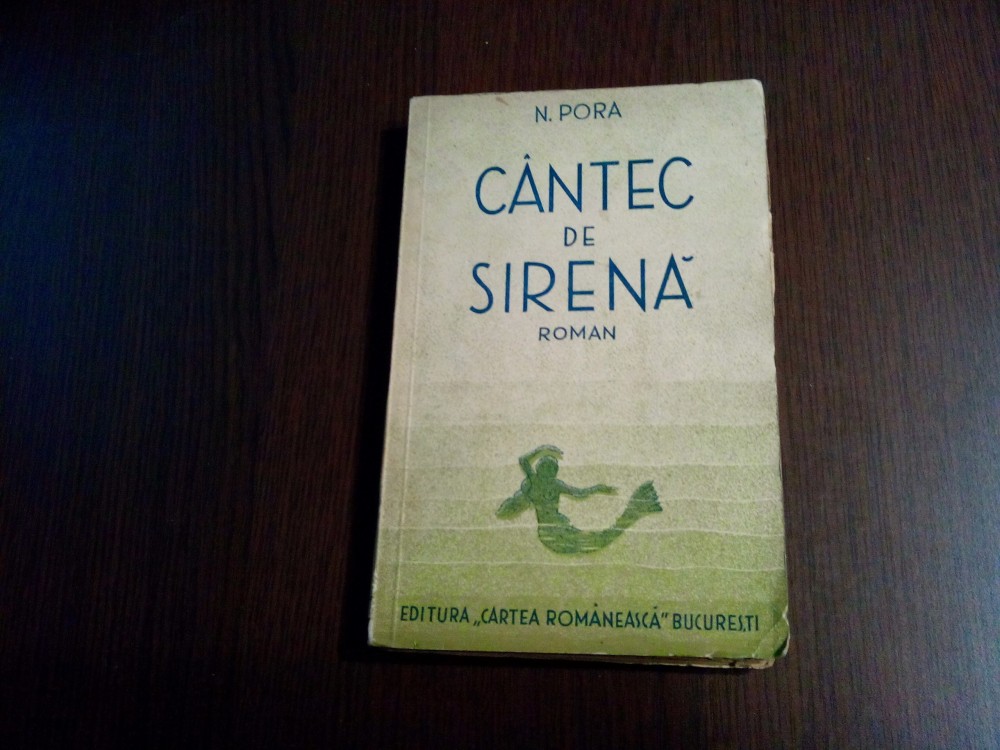 N. PORA
CÂNTEC
DE
SIRENĂ
ROMAN
EDITURA „CARTEA ROMÂNEASCĂ" BUCUREȘTI